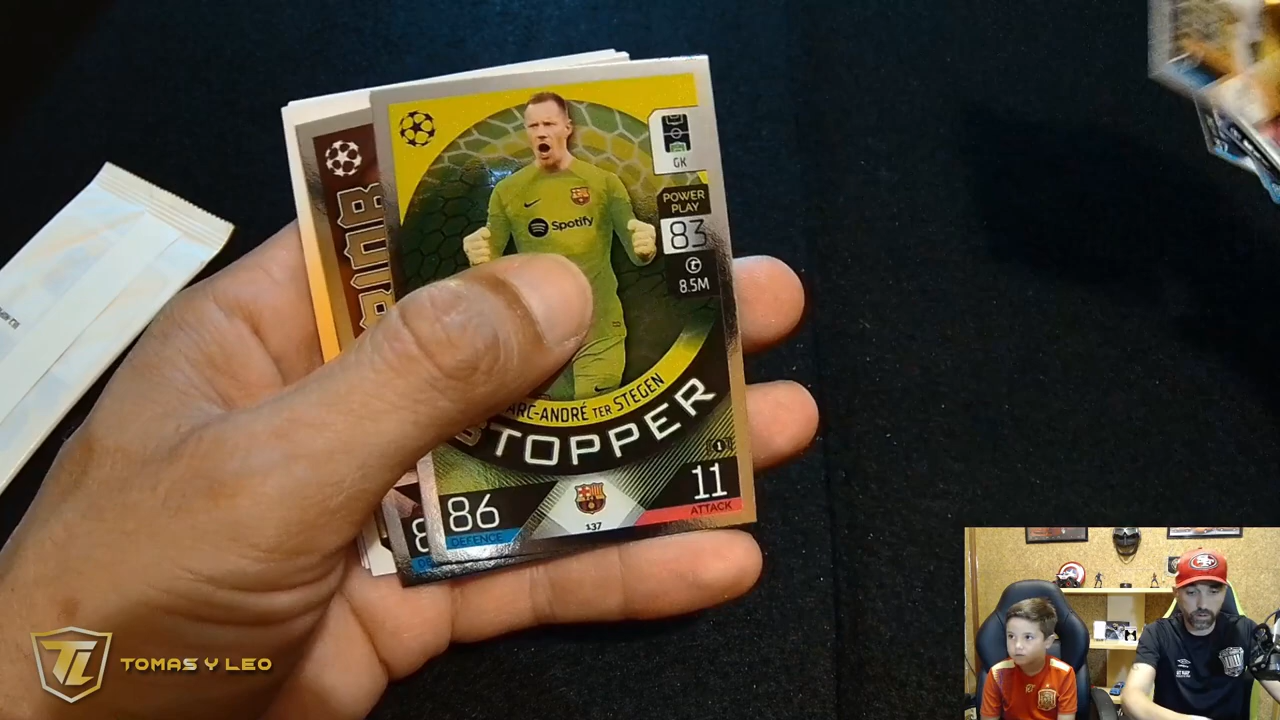 GK
POWER
PLAY
83
8.5M
Spotify
ARC-ANDRÉ TER STEGEN
STOPPER
1
86
DEFENCE
11
ATTACK
137
TOMAS Y LEO